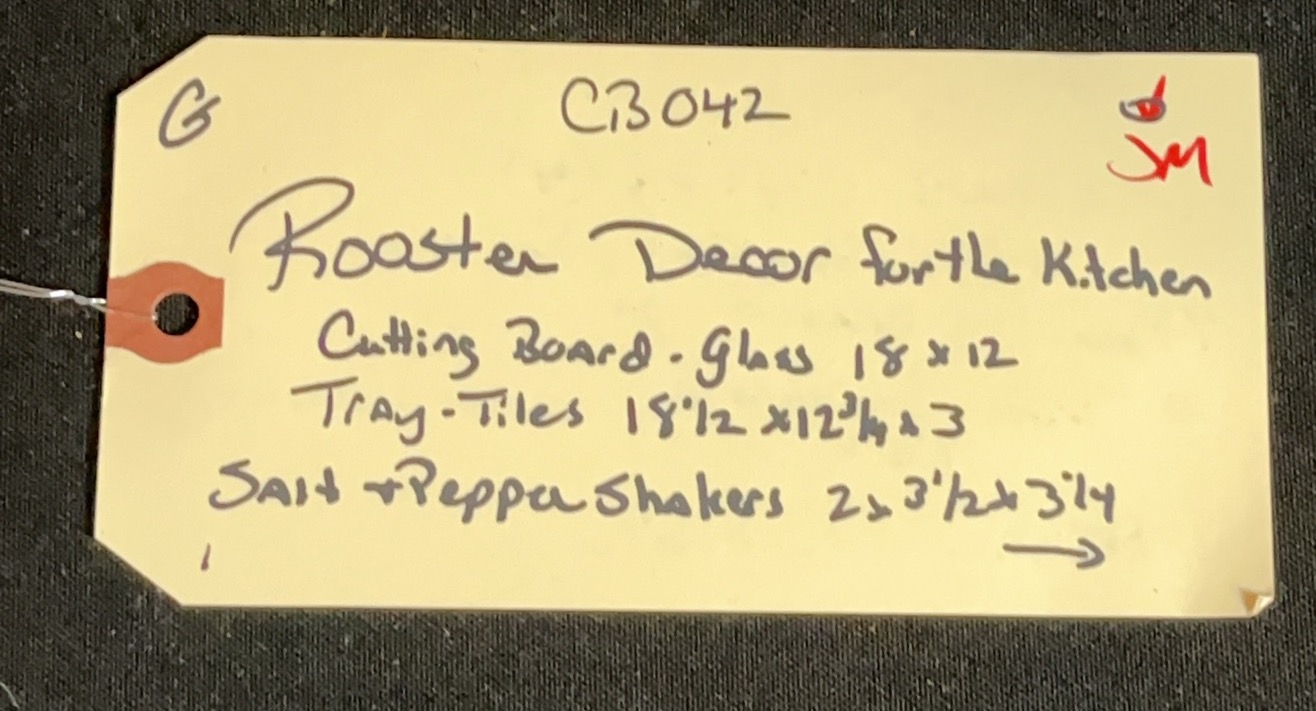 G CB042
JM
Rooster Decor for the Kitchen
Cutting Board - Glass 18 x 12
Tray - Tiles 18 1/2 x 12 3/4 x 3
Salt + Pepper Shakers 2 x 3 1/2 x 3 1/4
→